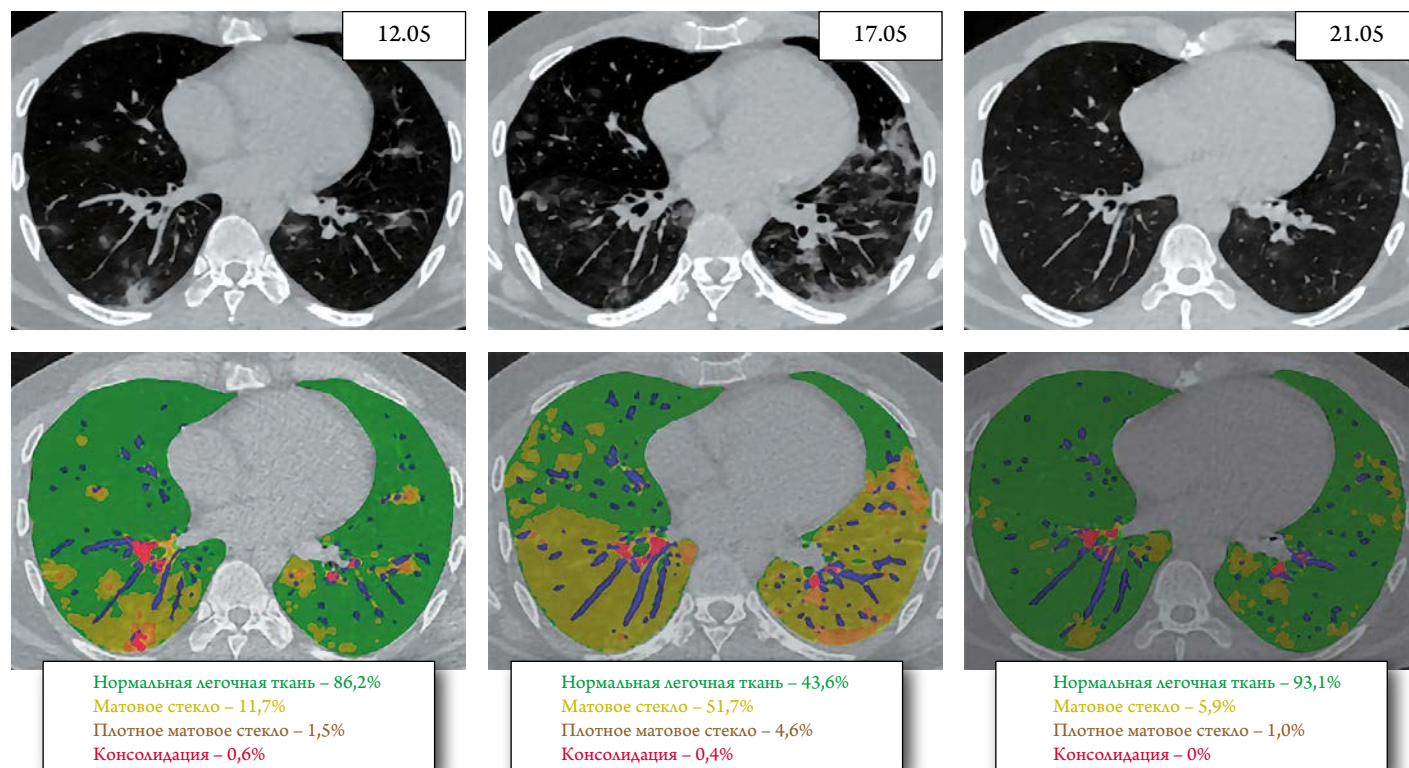 12.05
17.05
21.05
Нормальная легочная ткань – 86,2%
Матовое стекло – 11,7%
Плотное матовое стекло – 1,5%
Консолидация – 0,6%
Нормальная легочная ткань – 43,6%
Матовое стекло – 51,7%
Плотное матовое стекло – 4,6%
Консолидация – 0,4%
Нормальная легочная ткань – 93,1%
Матовое стекло – 5,9%
Плотное матовое стекло – 1,0%
Консолидация – 0%